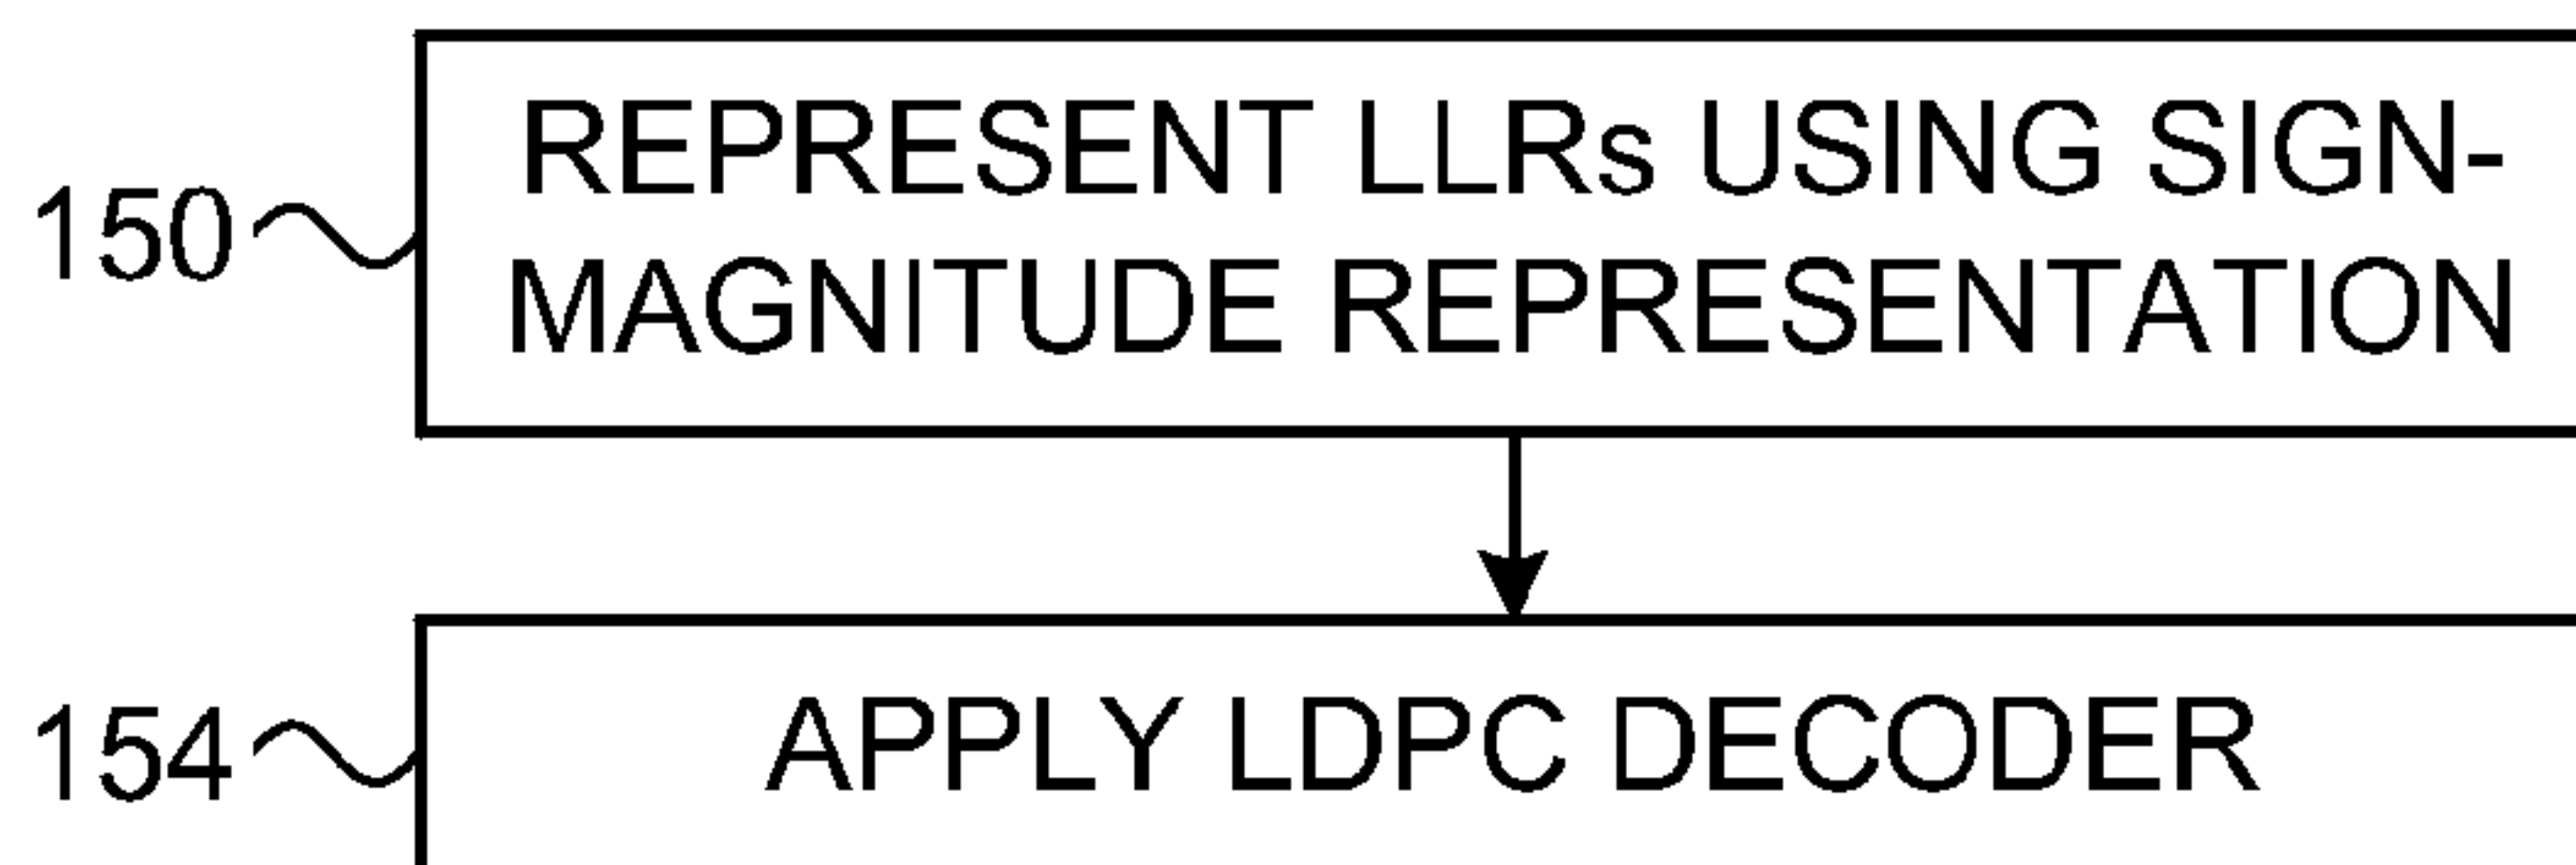 REPRESENT LLRs USING SIGN-
150
MAGNITUDE REPRESENTATION
154
APPLY LDPC DECODER